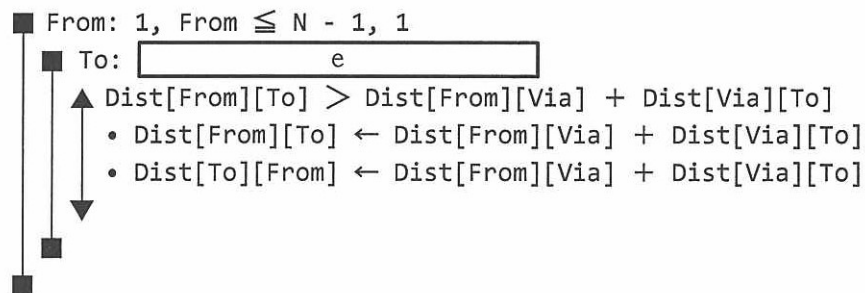 From: 1, From ≦ N - 1, 1
To: e
Dist[From][To] > Dist[From][Via] + Dist[Via][To]
• Dist[From][To] ← Dist[From][Via] + Dist[Via][To]
• Dist[To][From] ← Dist[From][Via] + Dist[Via][To]